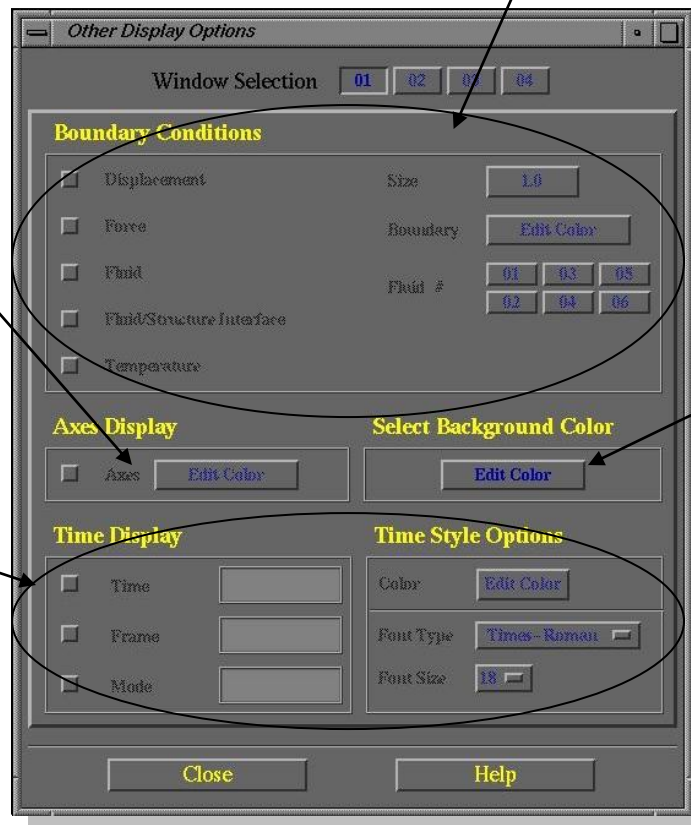 Other Display Options
Window Selection 01 02 03 04
Boundary Conditions
Displacement Size 1.0
Force Boundary Edit Color
Fluid Fluid # 01 03 05
02 04 06
Fluid/Structure Interface
Temperature
Axes Display Select Background Color
Axes Edit Color Edit Color
Time Display Time Style Options
Time Color Edit Color
Frame Font Type Times-Roman
Mode Font Size 18
Close Help